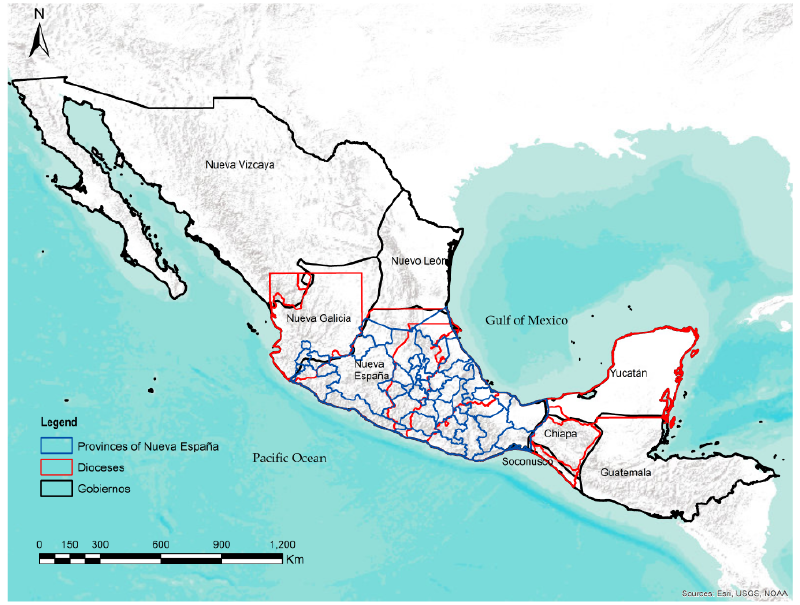 N
Nueva Vizcaya
Nuevo León
Nueva Galicia
Gulf of Mexico
Nueva
España
Yucatán
Legend
Provinces of Nueva España
Dioceses
Gobiernos
Chiapa
Pacific Ocean
Soconusco
Guatemala
0 150 300 600 900 1,200
Km
Sources: Esri, USGS, NOAA